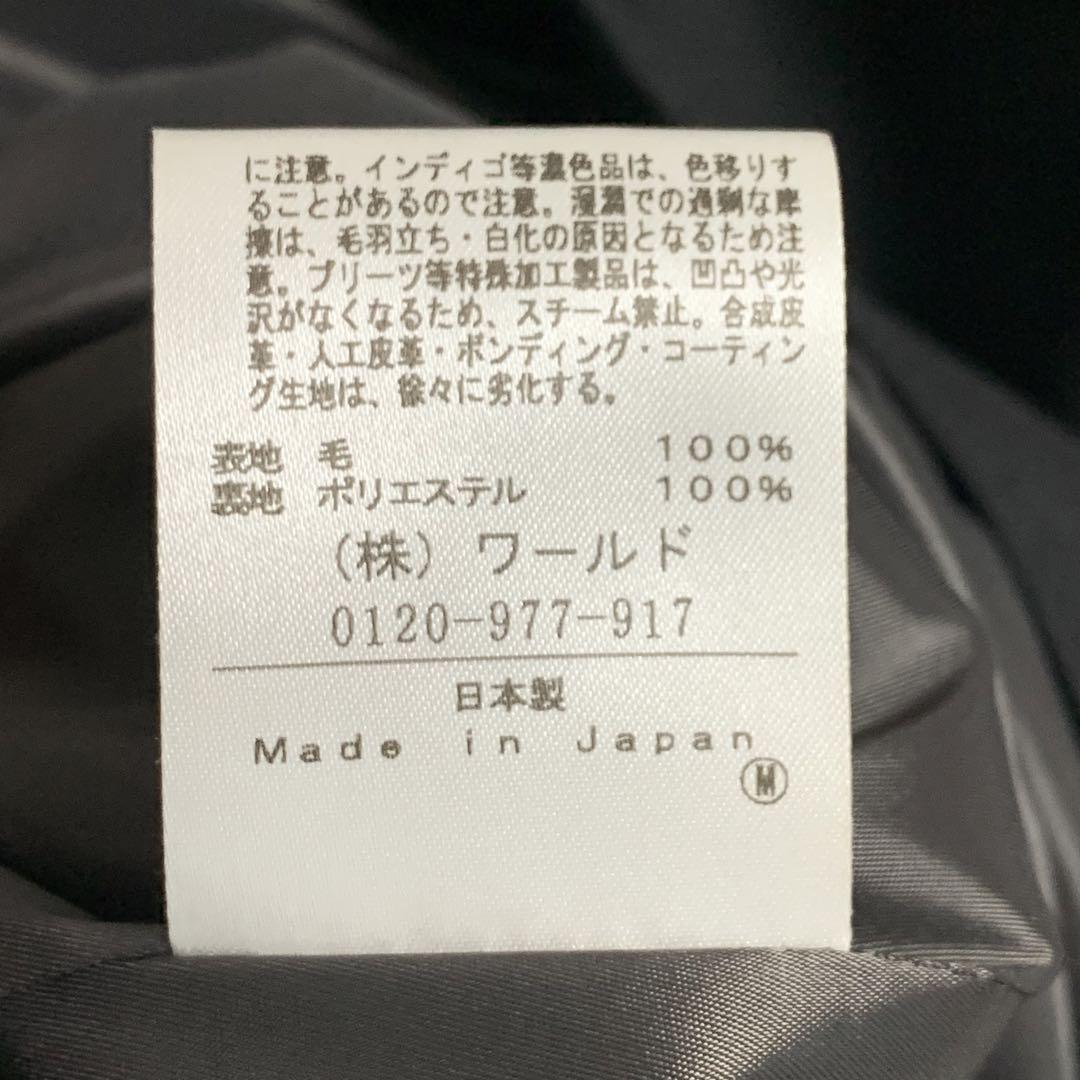 に注意。インディゴ等濃色品は、色移りす
ることがあるので注意。湿潤での過剰な摩
擦は、毛羽立ち・白化の原因となるため注
意。プリーツ等特殊加工製品は、凹凸や光
沢がなくなるため、スチーム禁止。合成皮
革・人工皮革・ボンディング・コーティン
グ生地は、徐々に劣化する。
表地 毛 100%
裏地 ポリエステル 100%
(株) ワールド
0120-977-917
日本製
Made in Japan
M